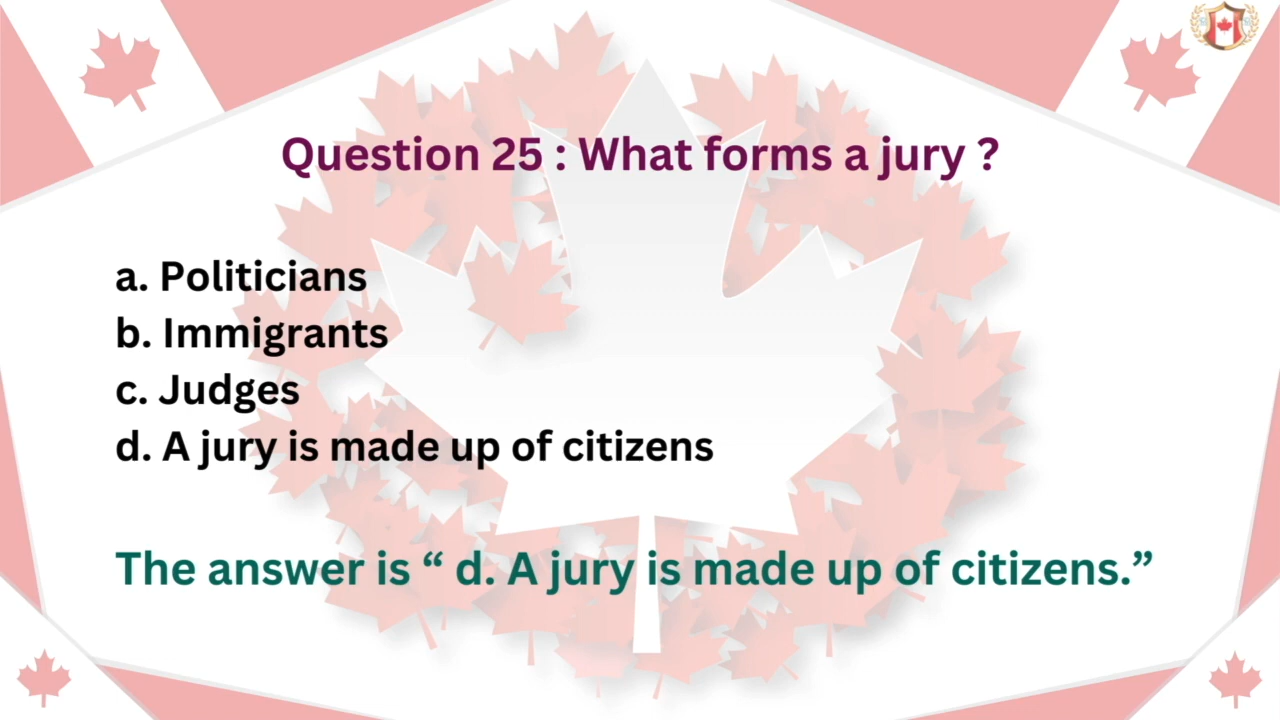 Question 25 : What forms a jury ?
a. Politicians
b. Immigrants
c. Judges
d. A jury is made up of citizens
The answer is “ d. A jury is made up of citizens.”